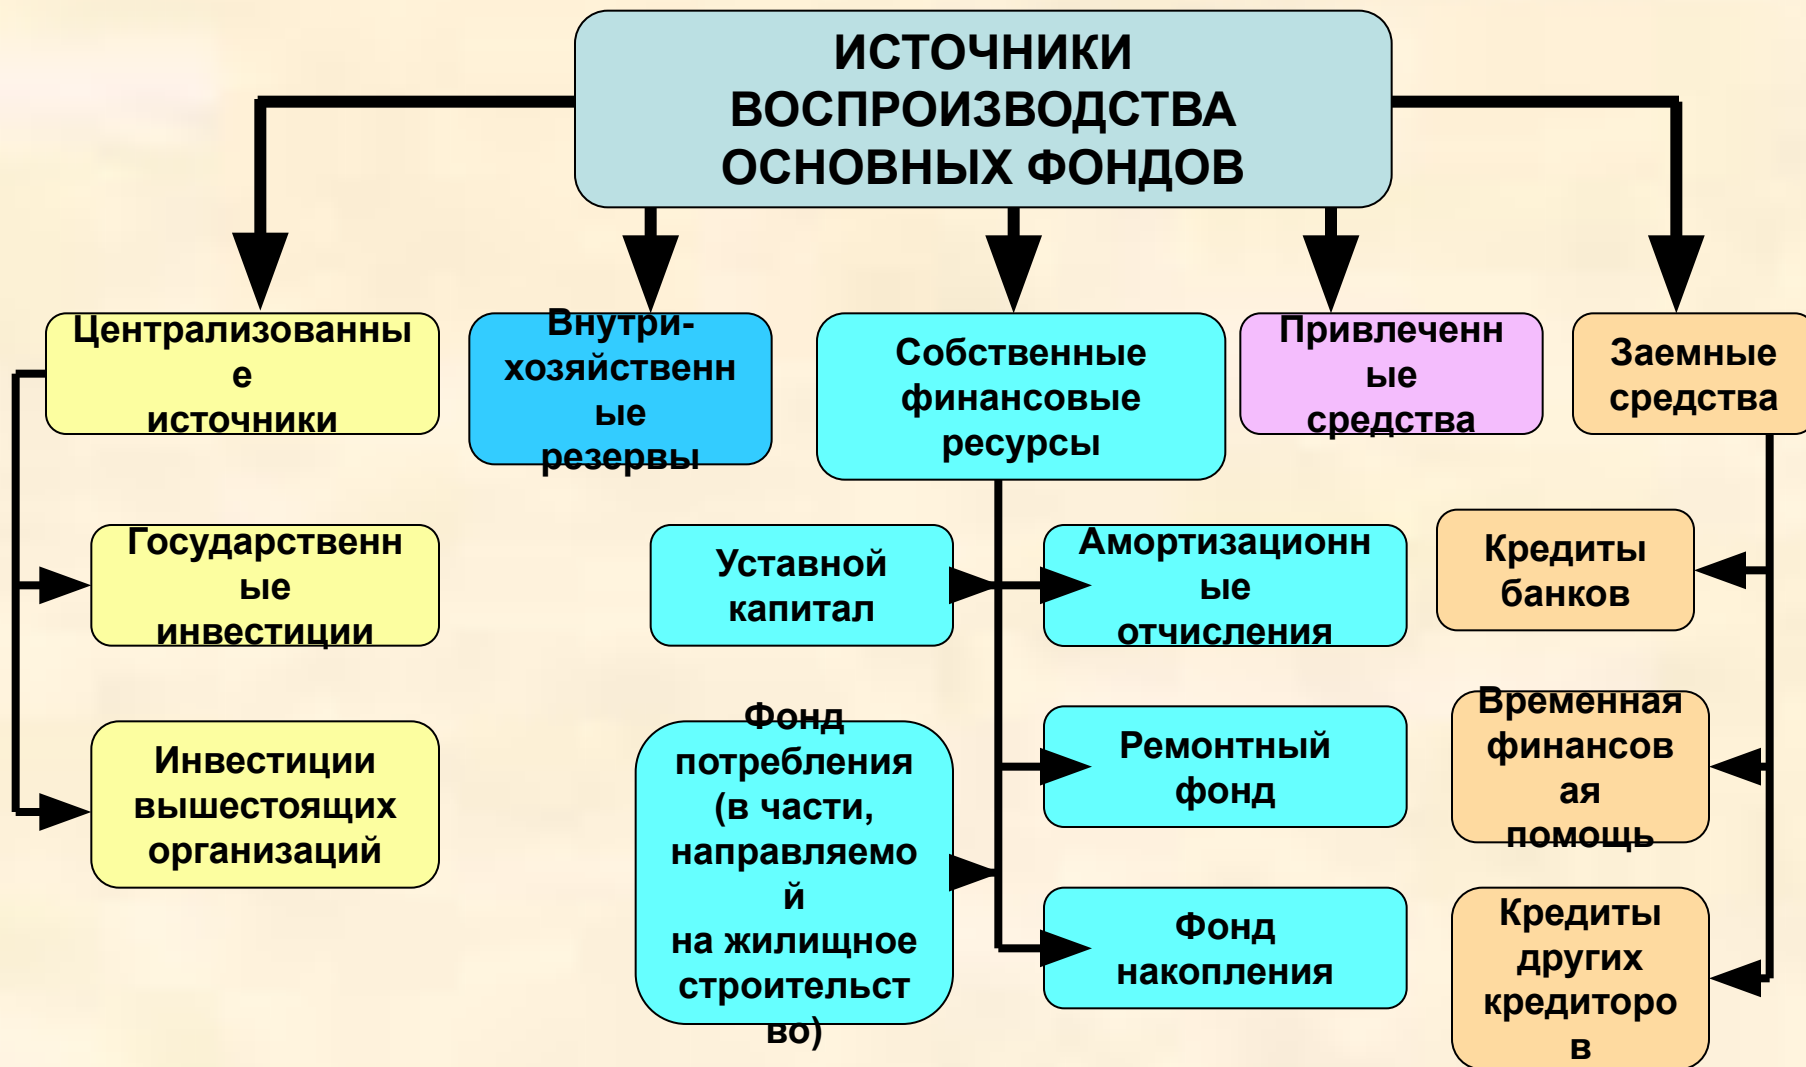 ИСТОЧНИКИ
ВОСПРОИЗВОДСТВА
ОСНОВНЫХ ФОНДОВ
Централизованны
е
источники
Внутри-
хозяйственн
ые
резервы
Собственные
финансовые
ресурсы
Привлеченн
ые
средства
Заемные
средства
Государственн
ые
инвестиции
Инвестиции
вышестоящих
организаций
Уставной
капитал
Фонд
потребления
(в части,
направляемо
й
на жилищное
строительст
во)
Амортизационн
ые
отчисления
Ремонтный
фонд
Фонд
накопления
Кредиты
банков
Временная
финансов
ая
помощь
Кредиты
других
кредиторо
в